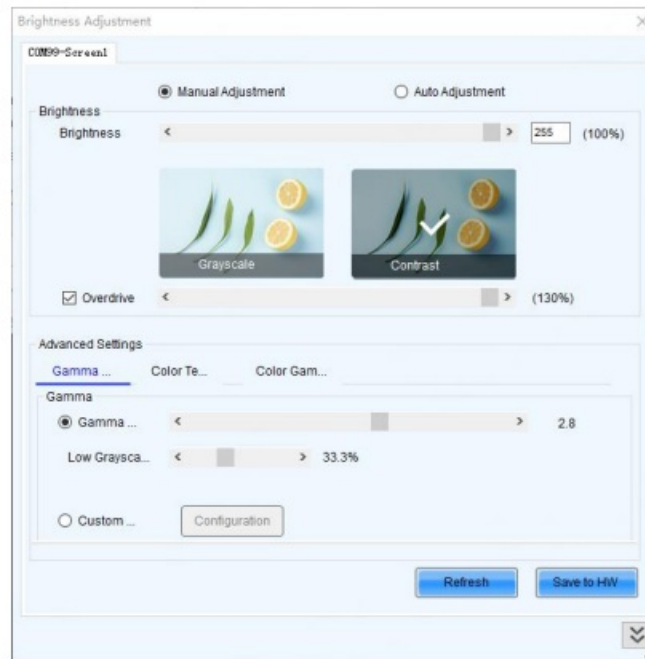 Brightness Adjustment
COM99-Screen1
Manual Adjustment Auto Adjustment
Brightness
Brightness 255 (100%)
Grayscale Contrast
Overdrive (130%)
Advanced Settings
Gamma ... Color Te... Color Gam...
Gamma
Gamma ... 2.8
Low Graysca... 33.3%
Custom ... Configuration
Refresh Save to HW